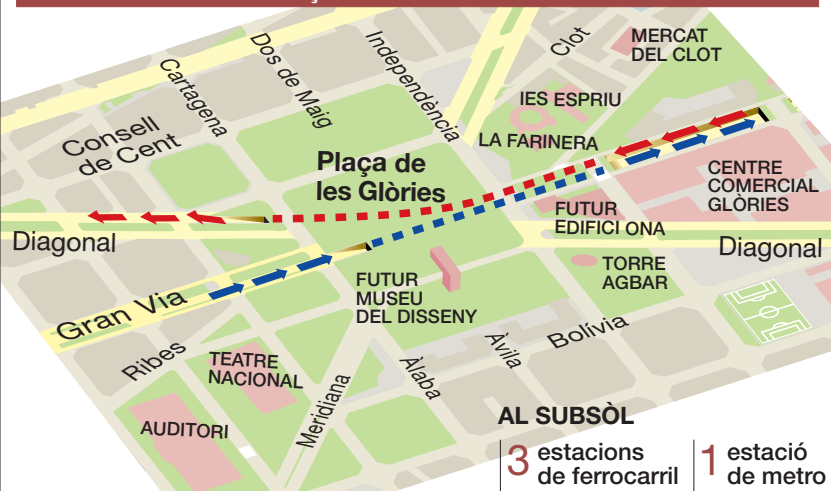 MERCAT
DEL CLOT
Clot
Independència
Dos de Maig
Cartagena
Consell
de Cent
IES ESPRIU
LA FARINERA
Plaça de
les Glòries
CENTRE
COMERCIAL
GLÒRIES
FUTUR
EDIFICI ONA
Diagonal
Diagonal
TORRE
AGBAR
FUTUR
MUSEU
DEL DISSENY
Gran Via
Bolívia
Àvila
Àlaba
Meridiana
Ribes
TEATRE
NACIONAL
AUDITORI
AL SUBSÒL
3 estacions
de ferrocarril
1 estació
de metro